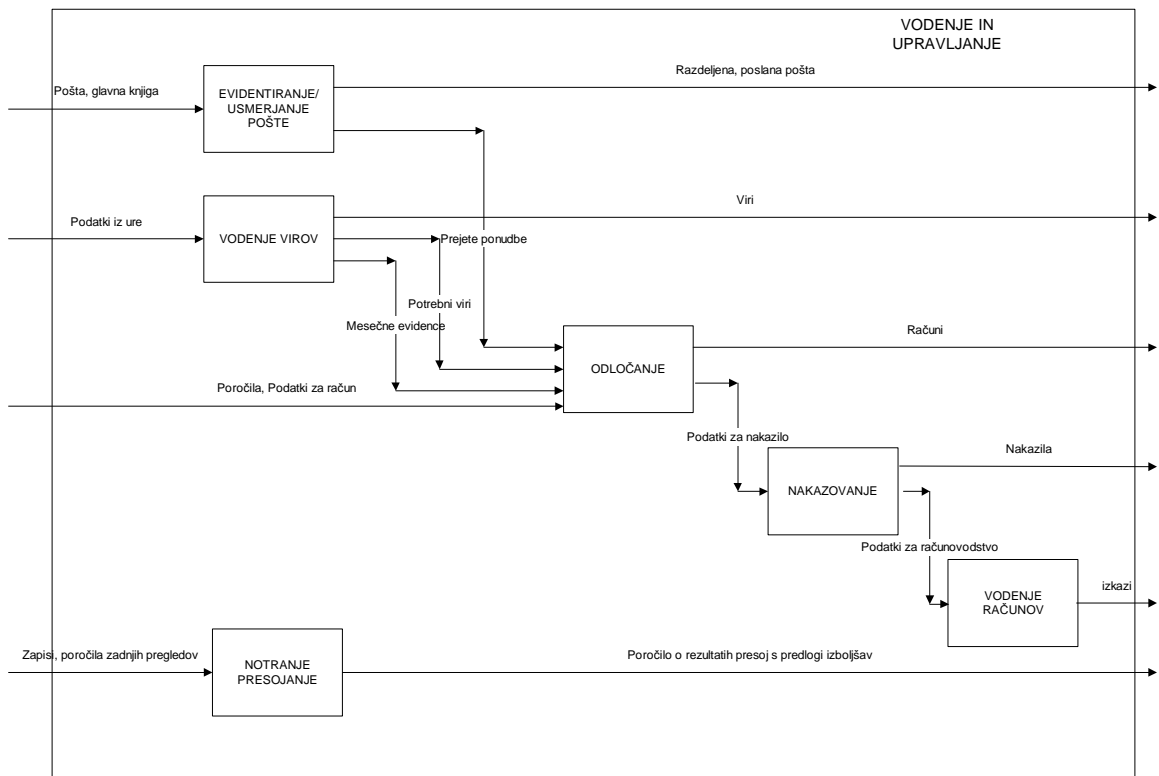 VODENJE IN
UPRAVLJANJE
Razdeljena, poslana pošta
Pošta, glavna knjiga
EVIDENTIRANJE/
USMERJANJE
POŠTE
Viri
Podatki iz ure
VODENJE VIROV
Prejete ponudbe
Potrebni viri
Mesečne evidence
Računi
ODLOČANJE
Poročila, Podatki za račun
Podatki za nakazilo
Nakazila
NAKAZOVANJE
Podatki za računovodstvo
izkazi
VODENJE
RAČUNOV
Zapisi, poročila zadnjih pregledov
NOTRANJE
PRESOJANJE
Poročilo o rezultatih presoj s predlogi izboljšav